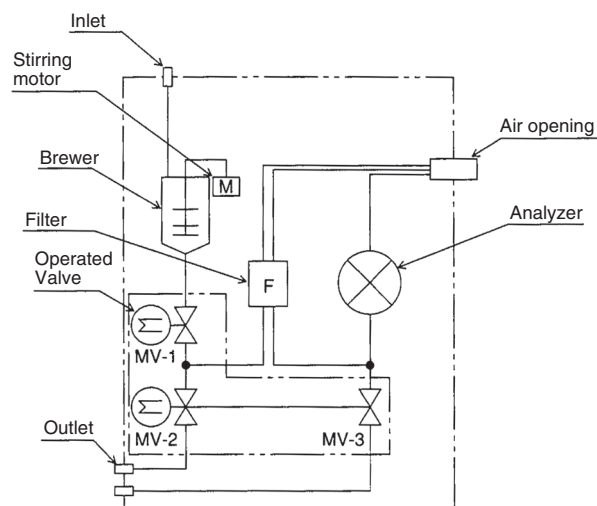 Inlet
Stirring
motor
Air opening
Brewer
M
Filter
Analyzer
Operated
Valve
F
MV-1
Outlet
MV-2
MV-3